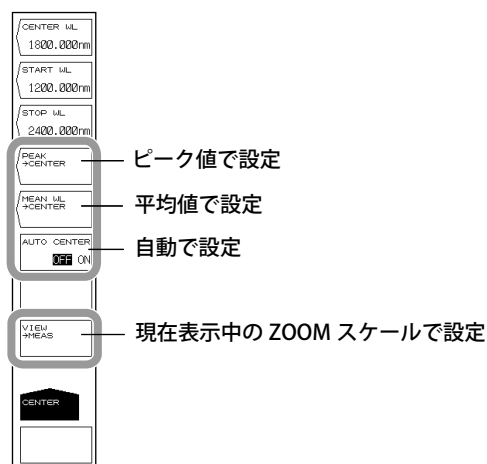 CENTER WL
1800.000nm
START WL
1200.000nm
STOP WL
2400.000nm
PEAK
→CENTER
ピーク値で設定
MEAN WL
→CENTER
平均値で設定
AUTO CENTER
OFF ON
自動で設定
VIEW
→MEAS
現在表示中の ZOOM スケールで設定
CENTER